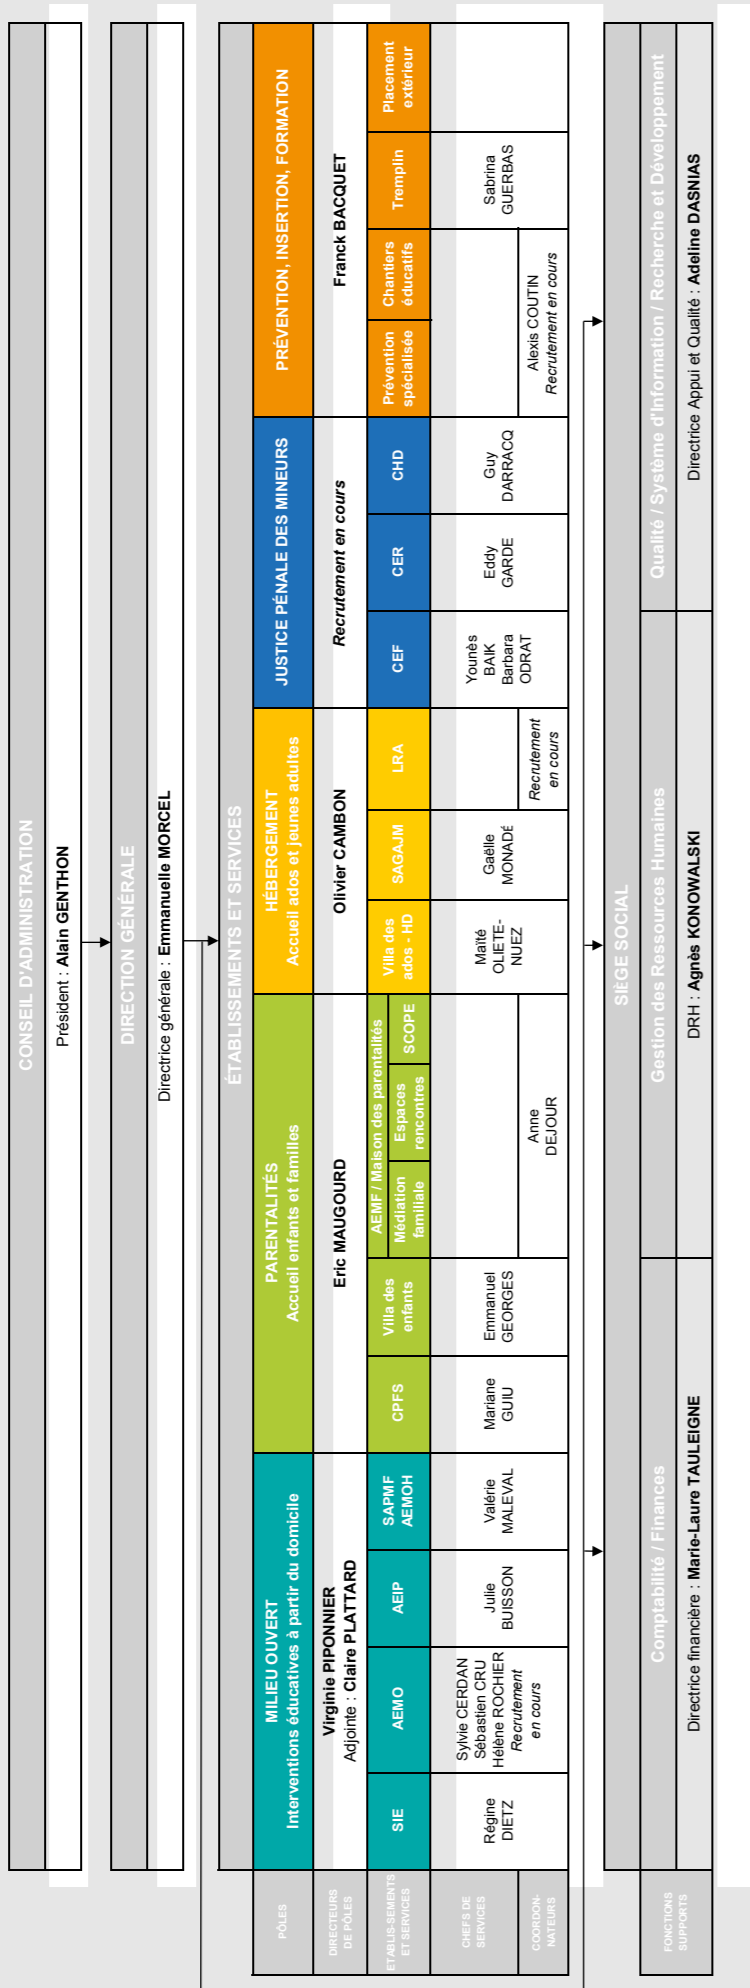 CONSEIL D'ADMINISTRATION
Président : Alain GENTHON
DIRECTION GÉNÉRALE
Directrice générale : Emmanuelle MORCEL
ÉTABLISSEMENTS ET SERVICES
PÔLES
MILIEU OUVERT
Interventions éducatives à partir du domicile
PARENTALITÉS
Accueil enfants et familles
HÉBERGEMENT
Accueil ados et jeunes adultes
JUSTICE PÉNALE DES MINEURS
PRÉVENTION, INSERTION, FORMATION
DIRECTEURS
DE PÔLES
Virginie PIPONNIER
Adjointe : Claire PLATTARD
Eric MAUGOURD
Olivier CAMBON
Recrutement en cours
Franck BACQUET
ETABLIS-SEMENTS
ET SERVICES
SIE
AEMO
AEIP
SAPMF
AEMOH
CPFS
Villa des
enfants
AEMF / Maison des parentalités
Médiation
familiale
Espaces
rencontres
SCOPE
Villa des
ados - HD
SAGAJM
LRA
CEF
CER
CHD
Prévention
spécialisée
Chantiers
éducatifs
Tremplin
Placement
extérieur
CHEFS DE
SERVICES
Régine
DIETZ
Sylvie CERDAN
Sébastien CRU
Hélène ROCHIER
Recrutement
en cours
Julie
BUISSON
Valérie
MALEVAL
Mariane
GUIU
Emmanuel
GEORGES
Maïté
OLIETE-
NUEZ
Gaëlle
MONADÉ
Younès
BAIK
Barbara
ODRAT
Eddy
GARDE
Guy
DARRACQ
Sabrina
GUERBAS
COORDON-
NATEURS
Anne
DEJOUR
Recrutement
en cours
Alexis COUTIN
Recrutement en cours
SIÈGE SOCIAL
FONCTIONS
SUPPORTS
Comptabilité / Finances
Gestion des Ressources Humaines
Qualité / Système d'Information / Recherche et Développement
Directrice financière : Marie-Laure TAULEIGNE
DRH : Agnès KONOWALSKI
Directrice Appui et Qualité : Adeline DASNIAS